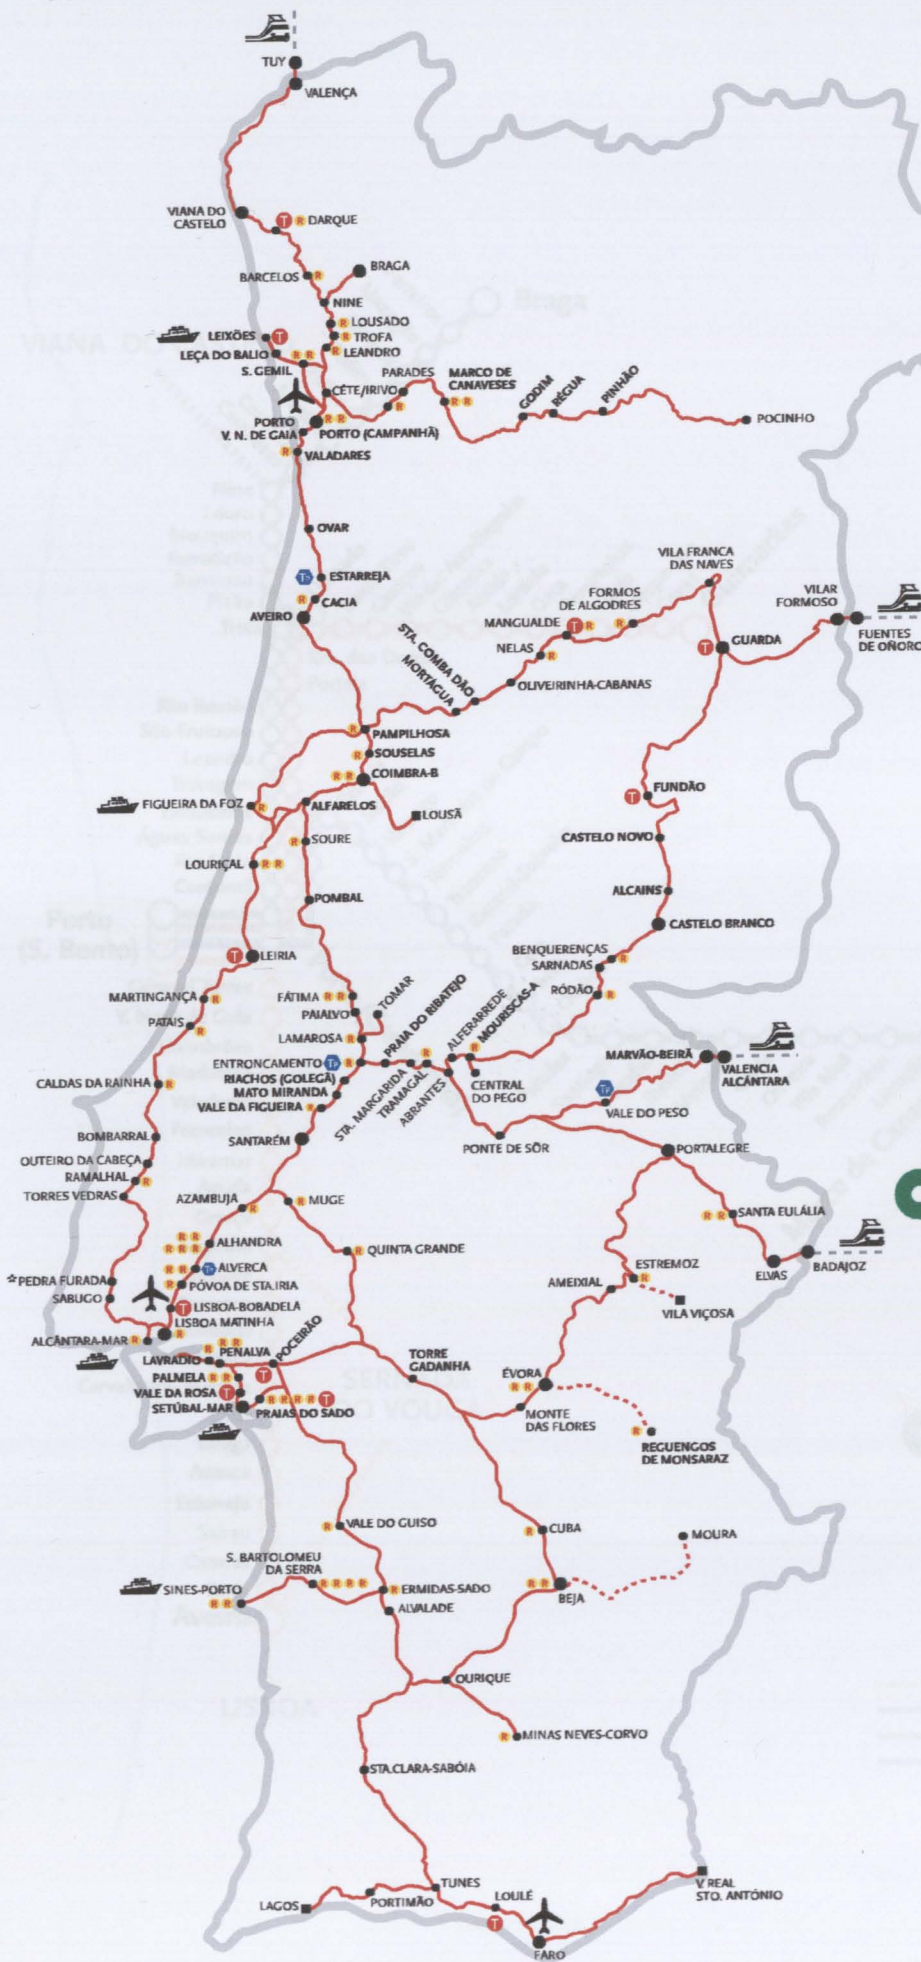 TUY
VALENÇA
VIANA DO
CASTELO
T R DARQUE
BARCELOS R
BRAGA
NINE
R LOUSADO
R TROFA
R LEANDRO
LEIXÕES T
LEÇA DO BALIO R R
S. GEMIL
CÊTE/IRIVO
R
PARADES
MARCO DE
CANAVESES
R R
GODIM
RÉGUA
PINHÃO
POCINHO
PORTO
V. N. DE GAIA
R R
PORTO (CAMPANHÃ)
R VALADARES
OVAR
ESTARREJA
R CACIA
AVEIRO
STA. COMBA DÃO
MORTÁGUA
OLIVEIRINHA-CABANAS
NELAS R
MANGUALDE T R
FORMOS
DE ALGODRES
R
VILA FRANCA
DAS NAVES
T GUARDA
VILAR
FORMOSO
FUENTES
DE OÑORO
R PAMPILHOSA
R SOUSELAS
R R COIMBRA-B
LOUSÃ
FIGUEIRA DA FOZ R
ALFARELOS
R SOURE
LOURIÇAL R R
POMBAL
T FUNDÃO
CASTELO NOVO
ALCAINS
CASTELO BRANCO
BENQUERENÇAS R
SARNADAS
RÓDÃO R
T LEIRIA
MARTINGANÇA R
PATAIS R
FÁTIMA R R
PAIALVO
TOMAR
LAMAROSA R
ENTRONCAMENTO R
RIACHOS (GOLEGÃ)
MATO MIRANDA
VALE DA FIGUEIRA R
PRAIA DO RIBATEJO
STA. MARGARIDA
TRAMAGAL R
ABRANTES
ALFERARREDE
MOURISCAS-A
R
CENTRAL
DO PEGO
MARVÃO-BEIRÃ
VALENCIA
ALCÁNTARA
VALE DO PESO
PONTE DE SÔR
PORTALEGRE
CALDAS DA RAINHA R
BOMBARRAL
OUTEIRO DA CABEÇA
RAMALHAL R
TORRES VEDRAS
SANTARÉM
AZAMBUJA R
R MUGE
R R
R R R ALHANDRA
R R ALVERCA
R PÓVOA DE STA.IRIA
R QUINTA GRANDE
R R SANTA EULÁLIA
ELVAS
BADAJOZ
☆PEDRA FURADA
SABUGO
T LISBOA-BOBADELA
LISBOA MATINHA
R
ALCÂNTARA-MAR R
AMEIXIAL
ESTREMOZ
R
VILA VIÇOSA
R R R
LAVRADIO
PENALVA
POCEIRÃO
T
PALMELA R R
VALE DA ROSA T
SETÚBAL-MAR
R R R R T
PRAIAS DO SADO
TORRE
GADANHA
ÉVORA
R R
MONTE
DAS FLORES
R
REGUENGOS
DE MONSARAZ
R VALE DO GUISO
R CUBA
MOURA
S. BARTOLOMEU
DA SERRA
R R R R
SINES-PORTO
R R
R ERMIDAS-SADO
ALVALADE
R R
BEJA
OURIQUE
R MINAS NEVES-CORVO
STA.CLARA-SABÓIA
TUNES
LAGOS
PORTIMÃO
LOULÉ
T
FARO
V. REAL
STO. ANTÓNIO